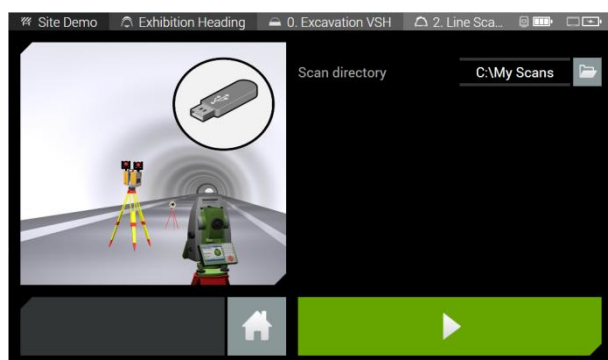 Site Demo Exhibition Heading 0. Excavation VSH 2. Line Sca...
Scan directory C:\My Scans